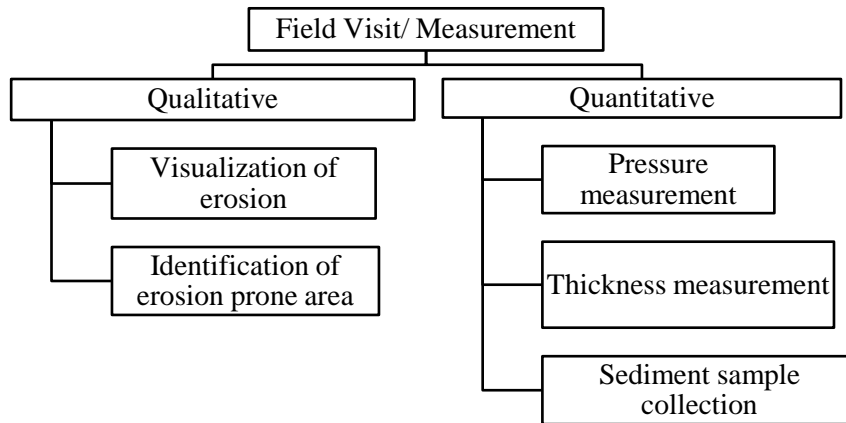 Field Visit/ Measurement
Qualitative
Visualization of
erosion
Identification of
erosion prone area
Quantitative
Pressure
measurement
Thickness measurement
Sediment sample
collection